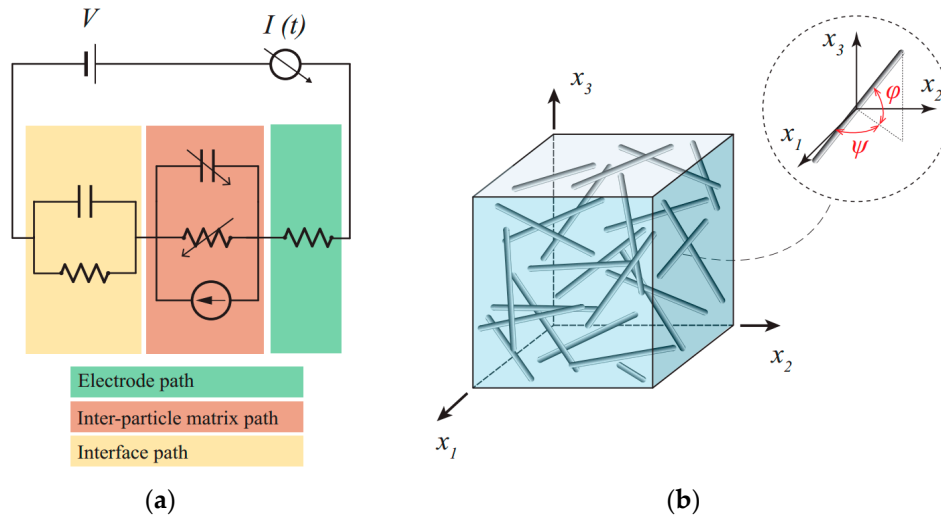 V
I (t)
Electrode path
Inter-particle matrix path
Interface path
(a)
x3
x2
x1
φ
ψ
x3
x2
x1
(b)